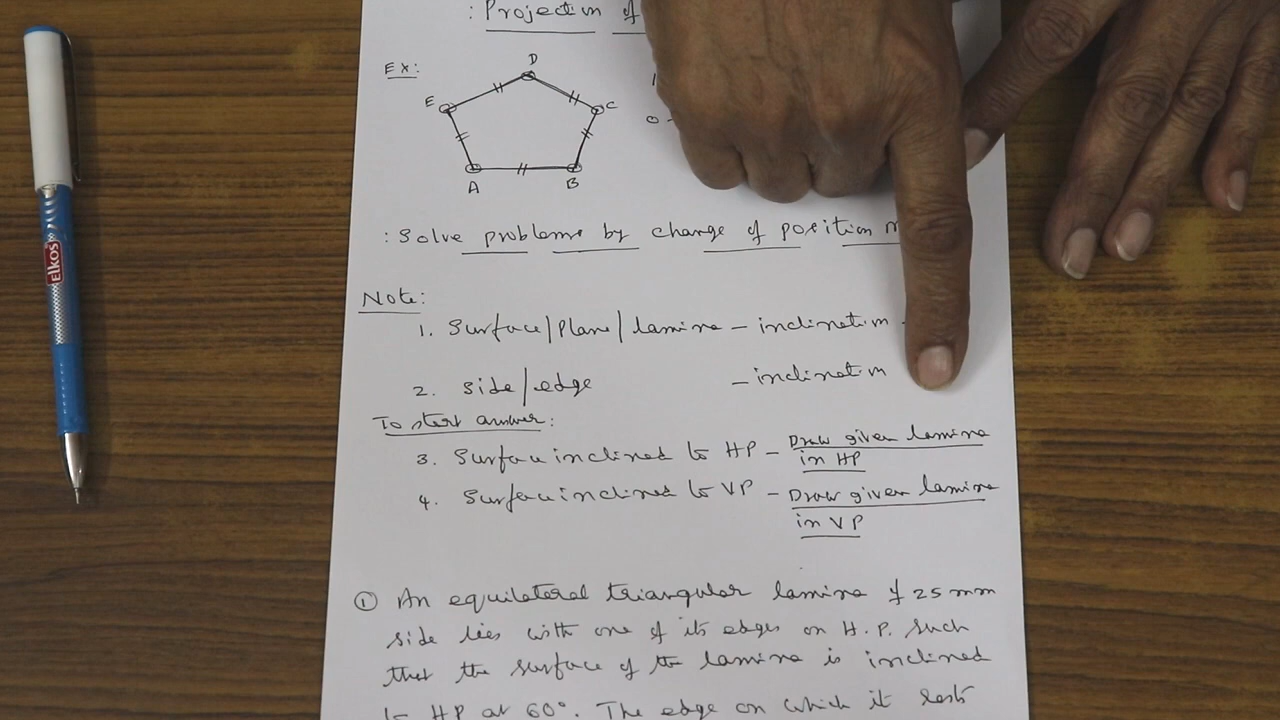 : Projection of
Ex:
D
E
C
A
B
: Solve problems by change of position
Note:
1. Surface/Plane/lamina - inclination -
2. Side/edge - inclination
To start answer:
3. Surface inclined to HP - Draw given lamina
in HP
4. Surface inclined to VP - Draw given lamina
in VP
① An equilateral triangular lamina of 25 mm
side lies with one of its edges on H.P. such
that the surface of the lamina is inclined
to HP at 60°. The edge on which it rests
Elkos